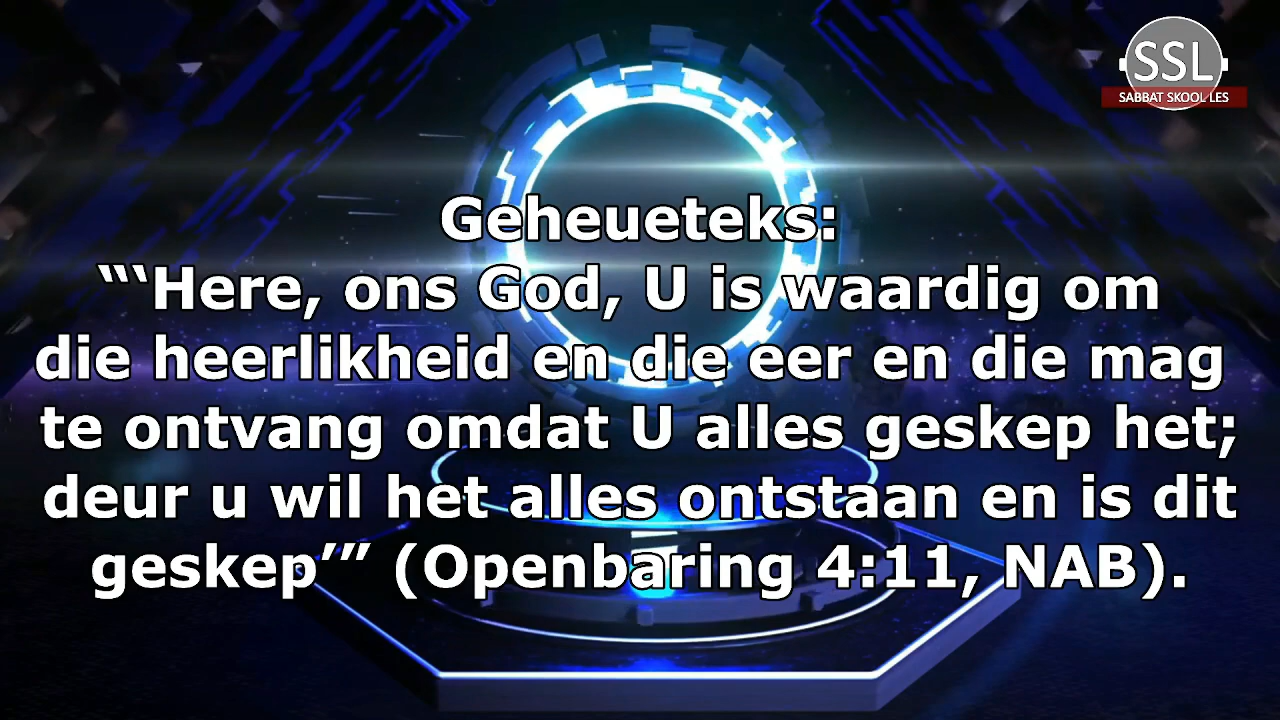 SSL
SABBAT SKOOL LES
Geheueteks:
“‘Here, ons God, U is waardig om
die heerlikheid en die eer en die mag
te ontvang omdat U alles geskep het;
deur u wil het alles ontstaan en is dit
geskep’” (Openbaring 4:11, NAB).